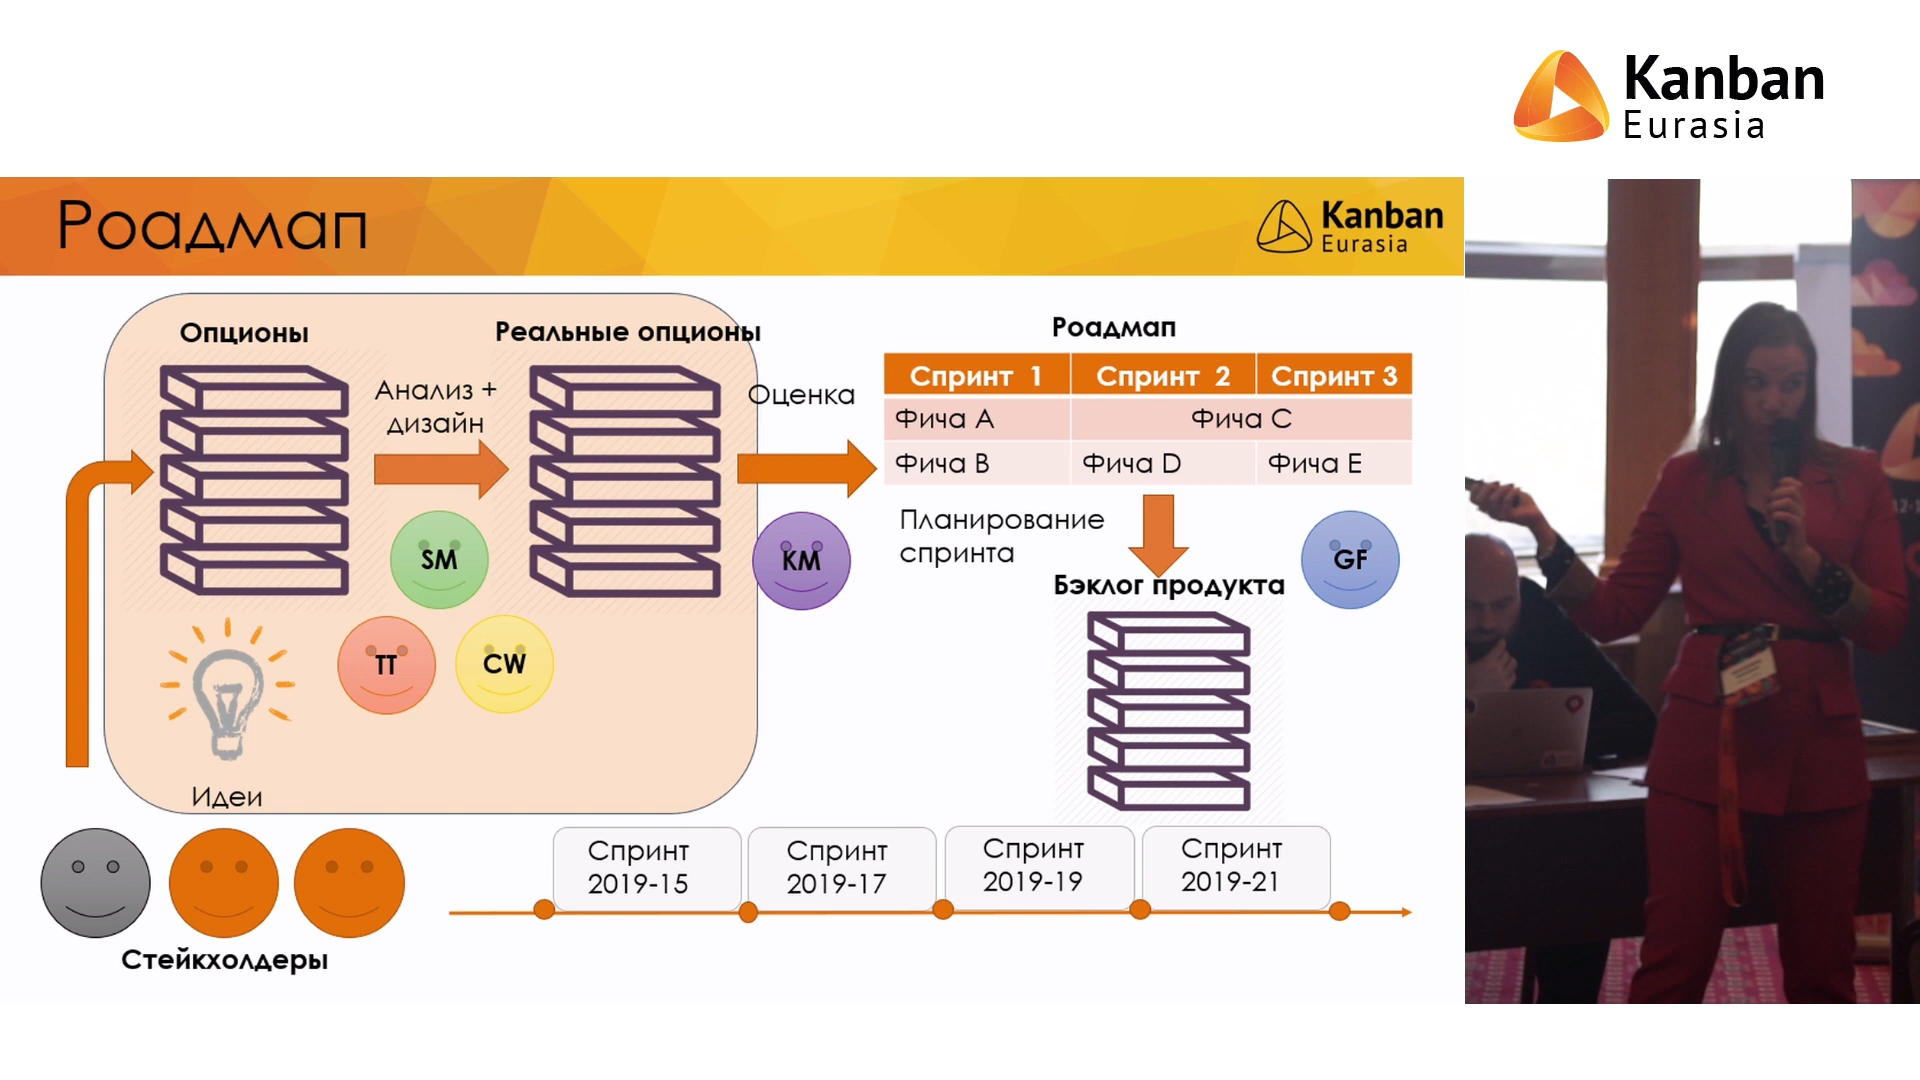 Kanban
Eurasia
Роадмап
Kanban
Eurasia
Опционы
Реальные опционы
Роадмап
Анализ +
дизайн
Оценка
Спринт 1
Спринт 2
Спринт 3
Фича A
Фича C
Фича B
Фича D
Фича E
Планирование
спринта
SM
KM
GF
Бэклог продукта
TT
CW
Идеи
Спринт
2019-15
Спринт
2019-17
Спринт
2019-19
Спринт
2019-21
Стейкхолдеры